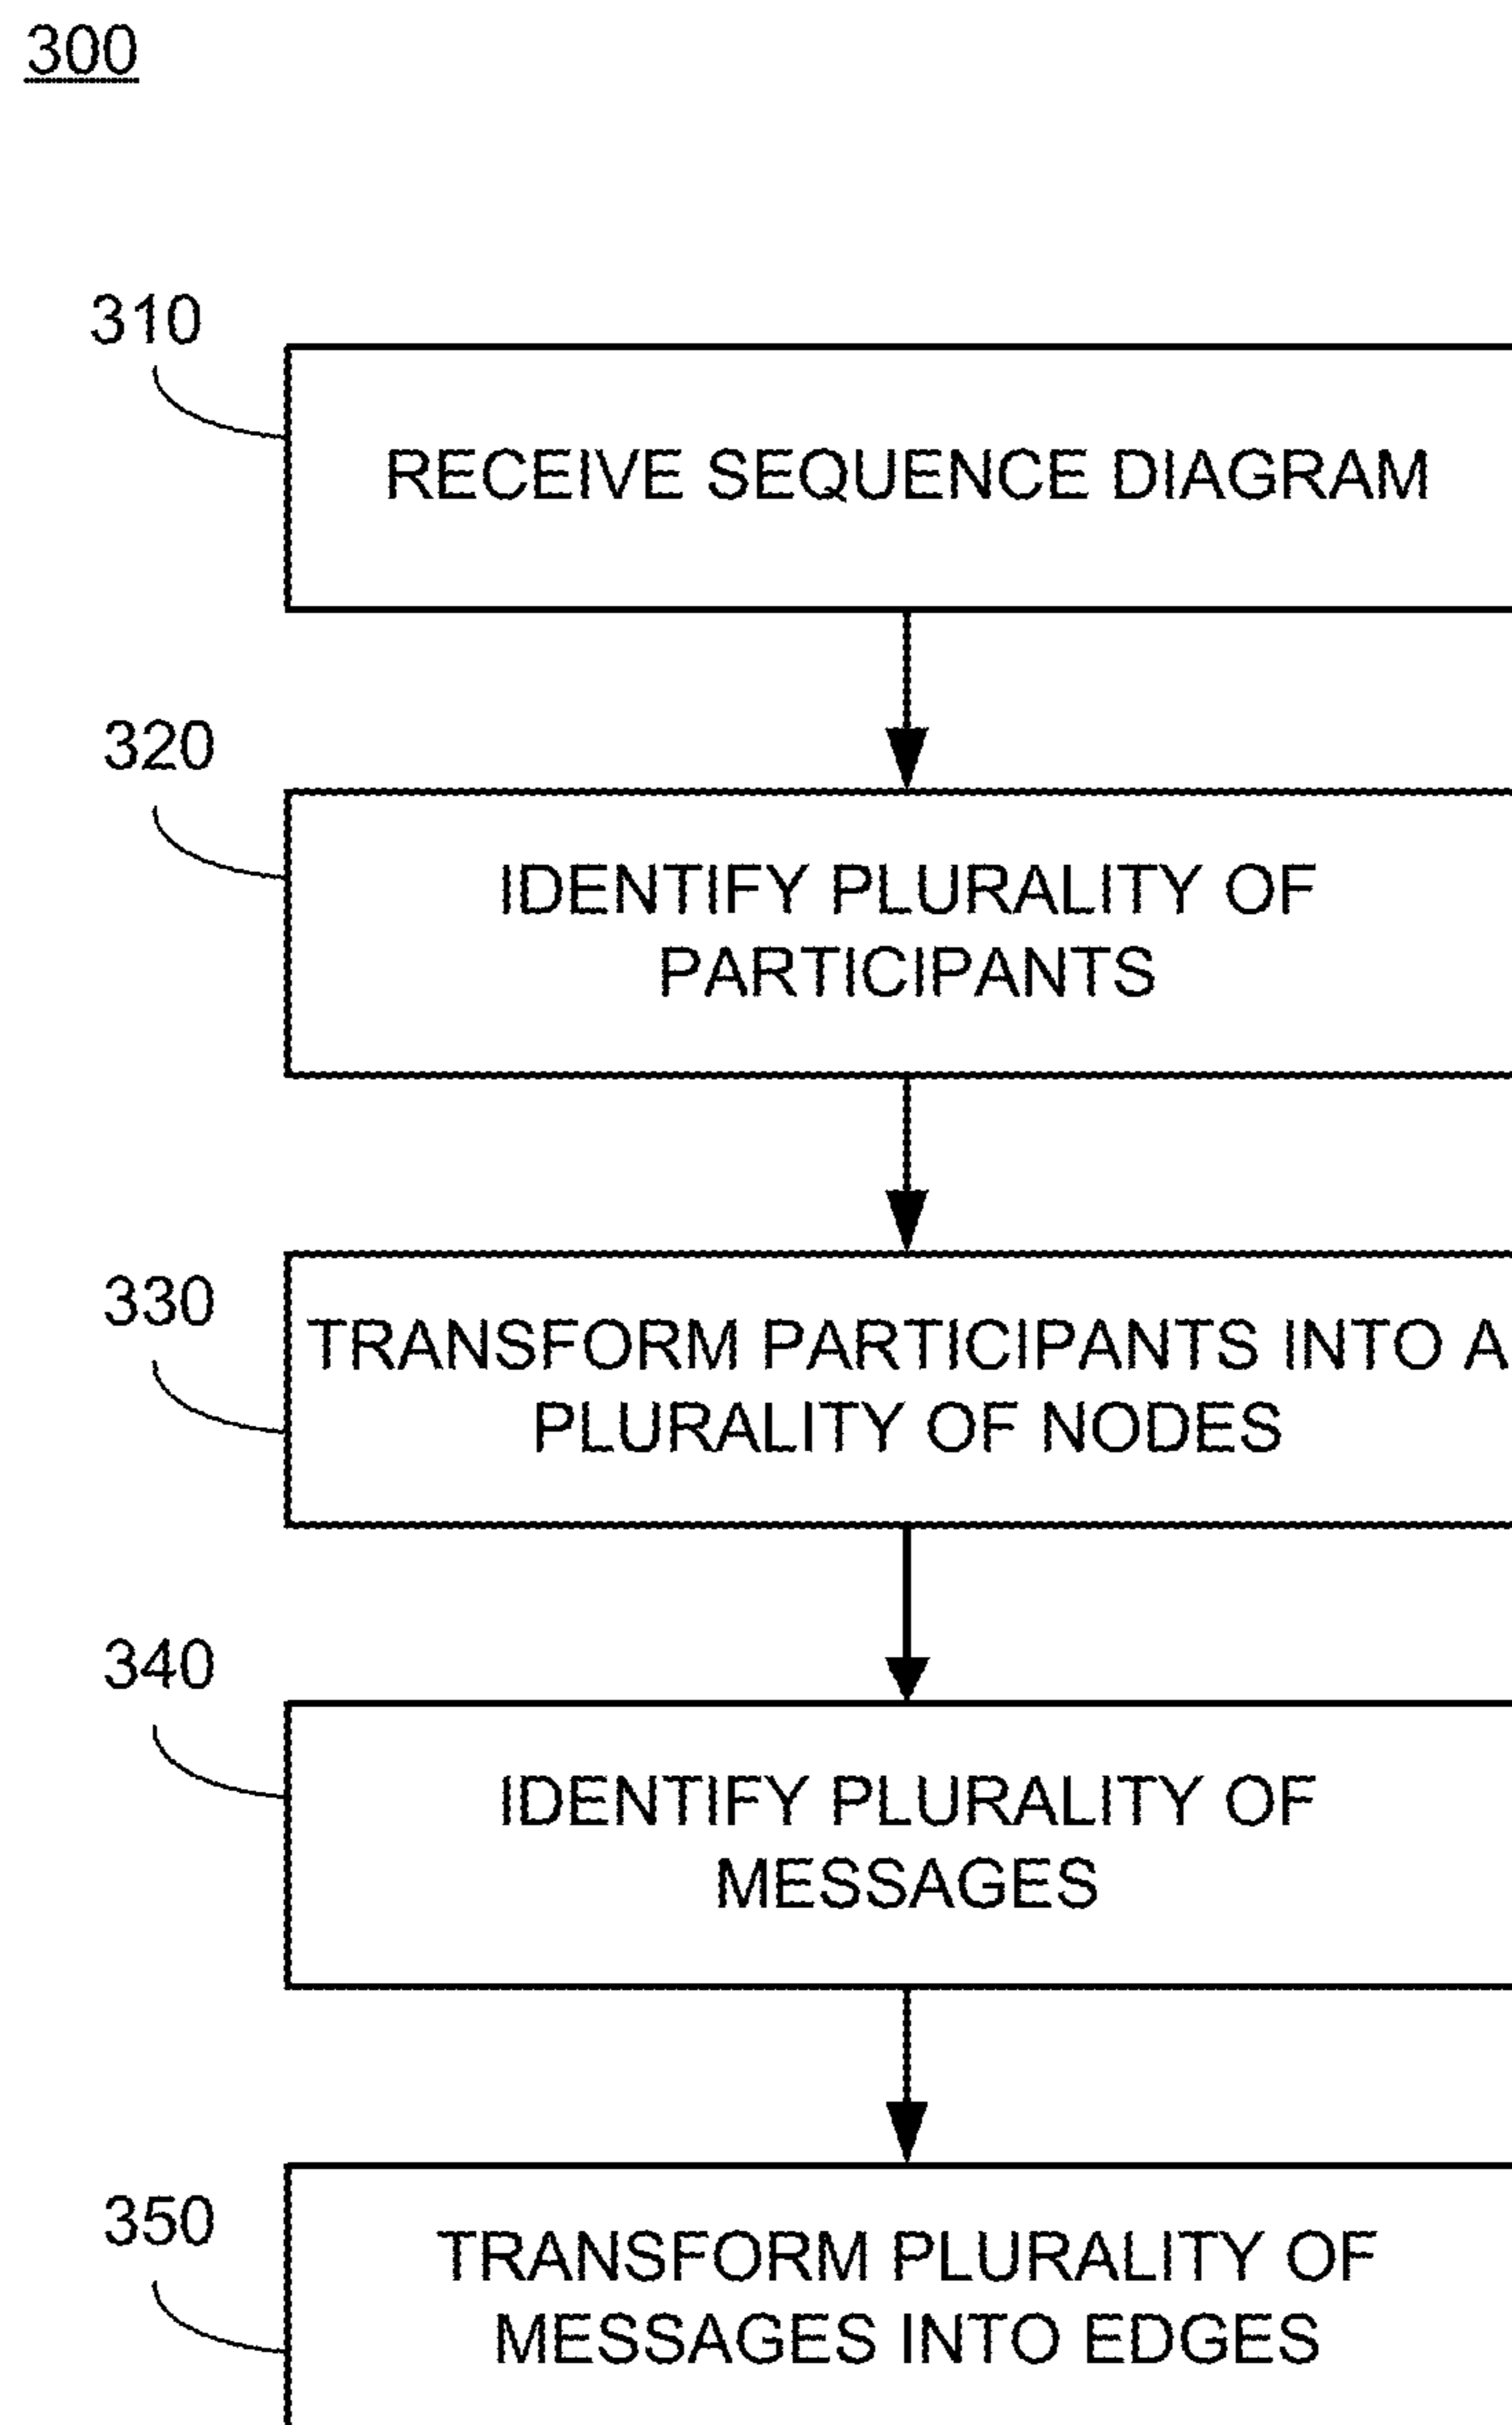 300
310
RECEIVE SEQUENCE DIAGRAM
320
IDENTIFY PLURALITY OF
PARTICIPANTS
330
TRANSFORM PARTICIPANTS INTO A
PLURALITY OF NODES
340
IDENTIFY PLURALITY OF
MESSAGES
350
TRANSFORM PLURALITY OF
MESSAGES INTO EDGES